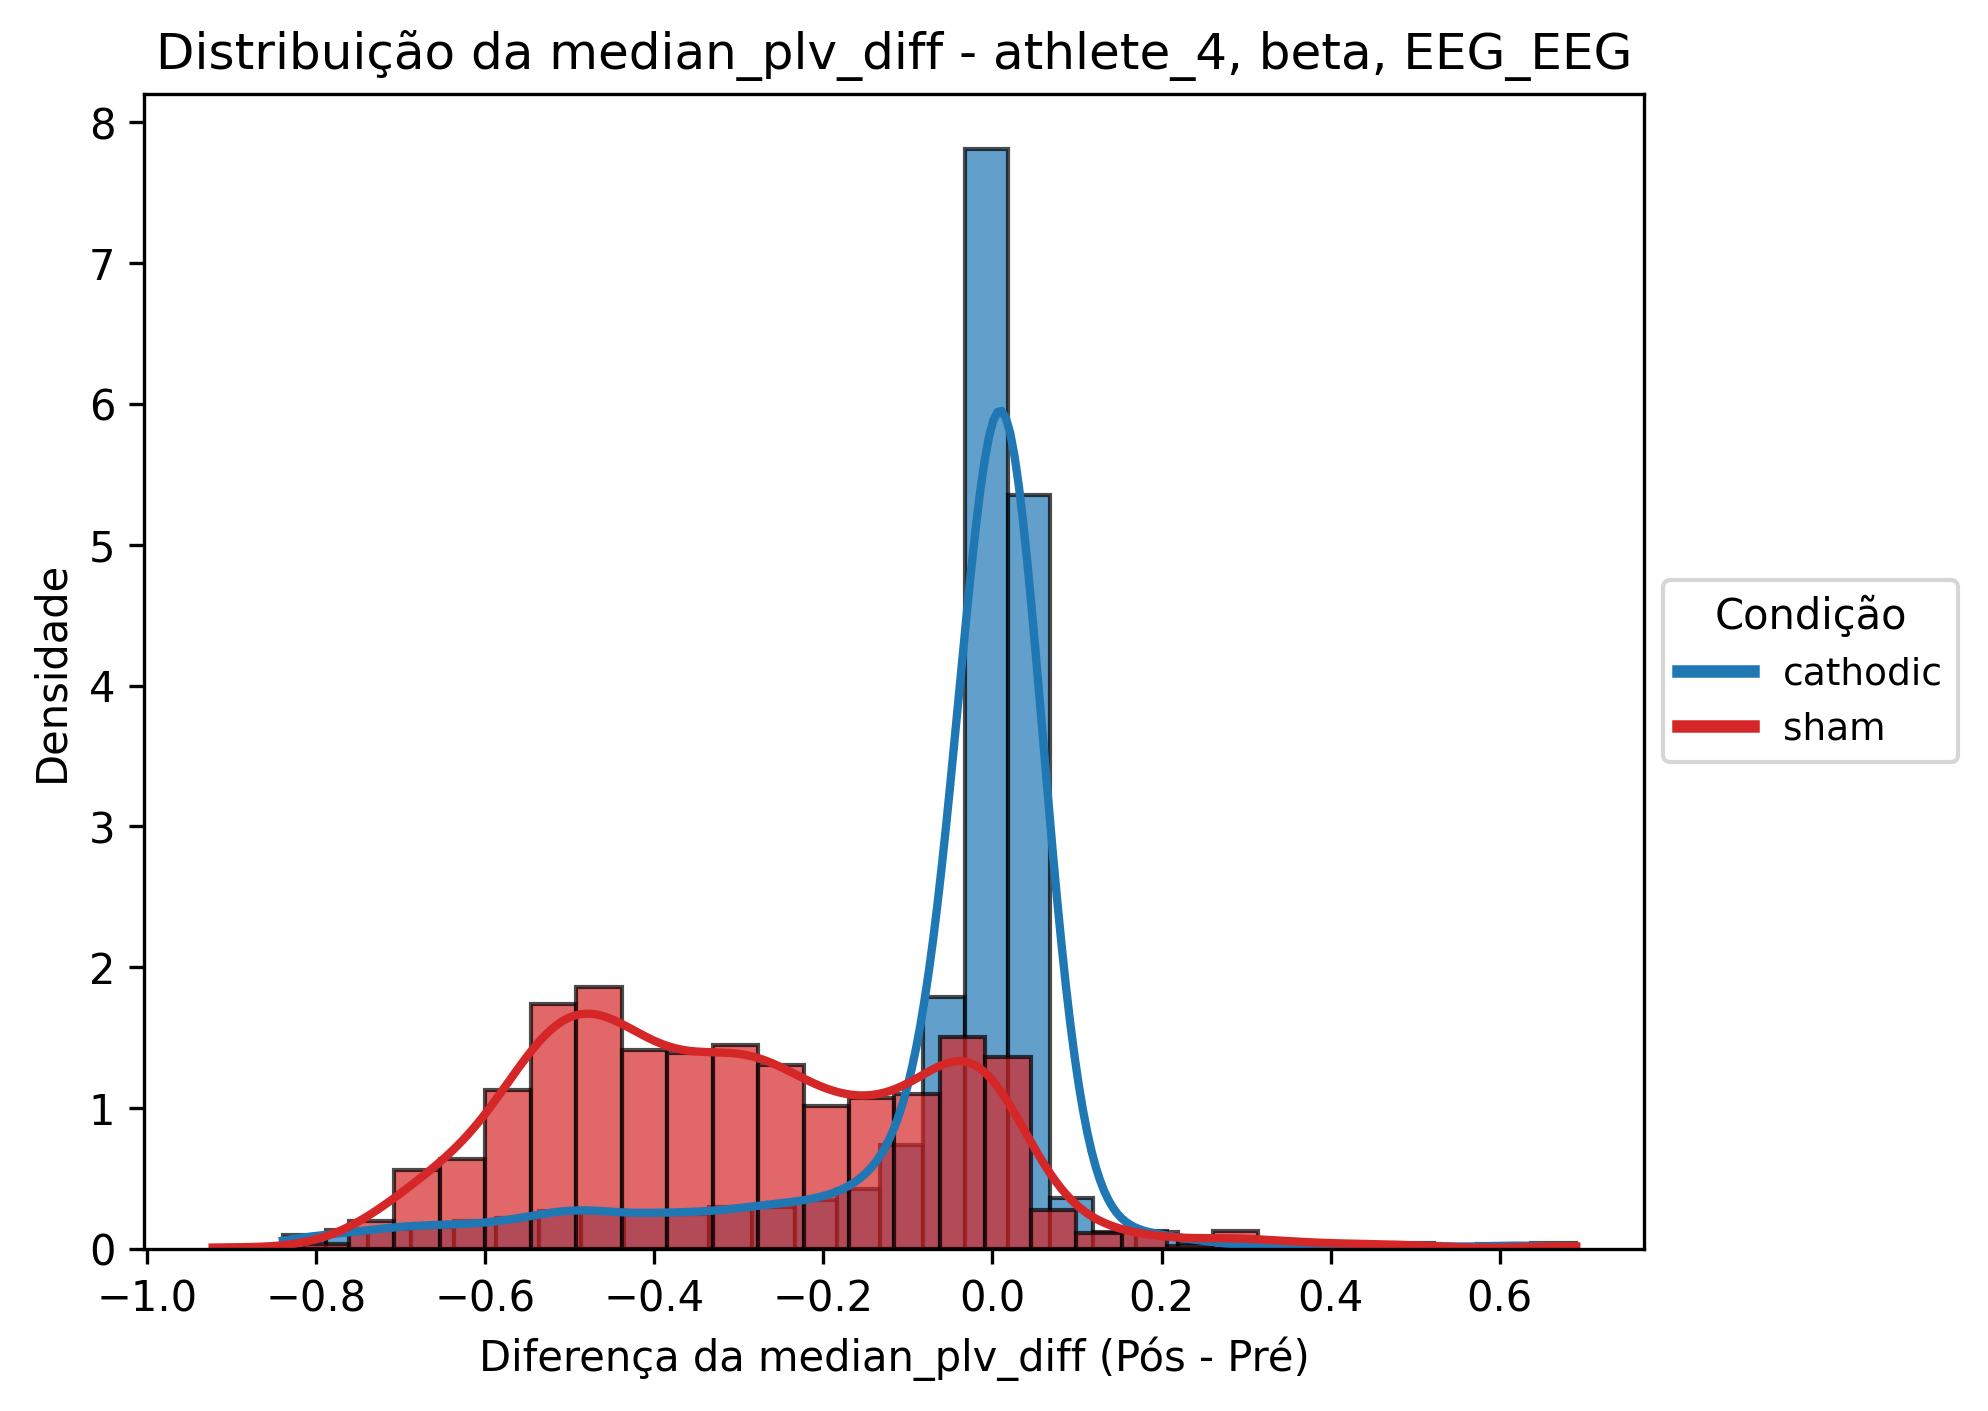 Distribuição da median_plv_diff - athlete_4, beta, EEG_EEG
8
7
6
5
4
3
2
1
0
Densidade
−1.0 −0.8 −0.6 −0.4 −0.2 0.0 0.2 0.4 0.6
Diferença da median_plv_diff (Pós - Pré)
Condição
cathodic
sham